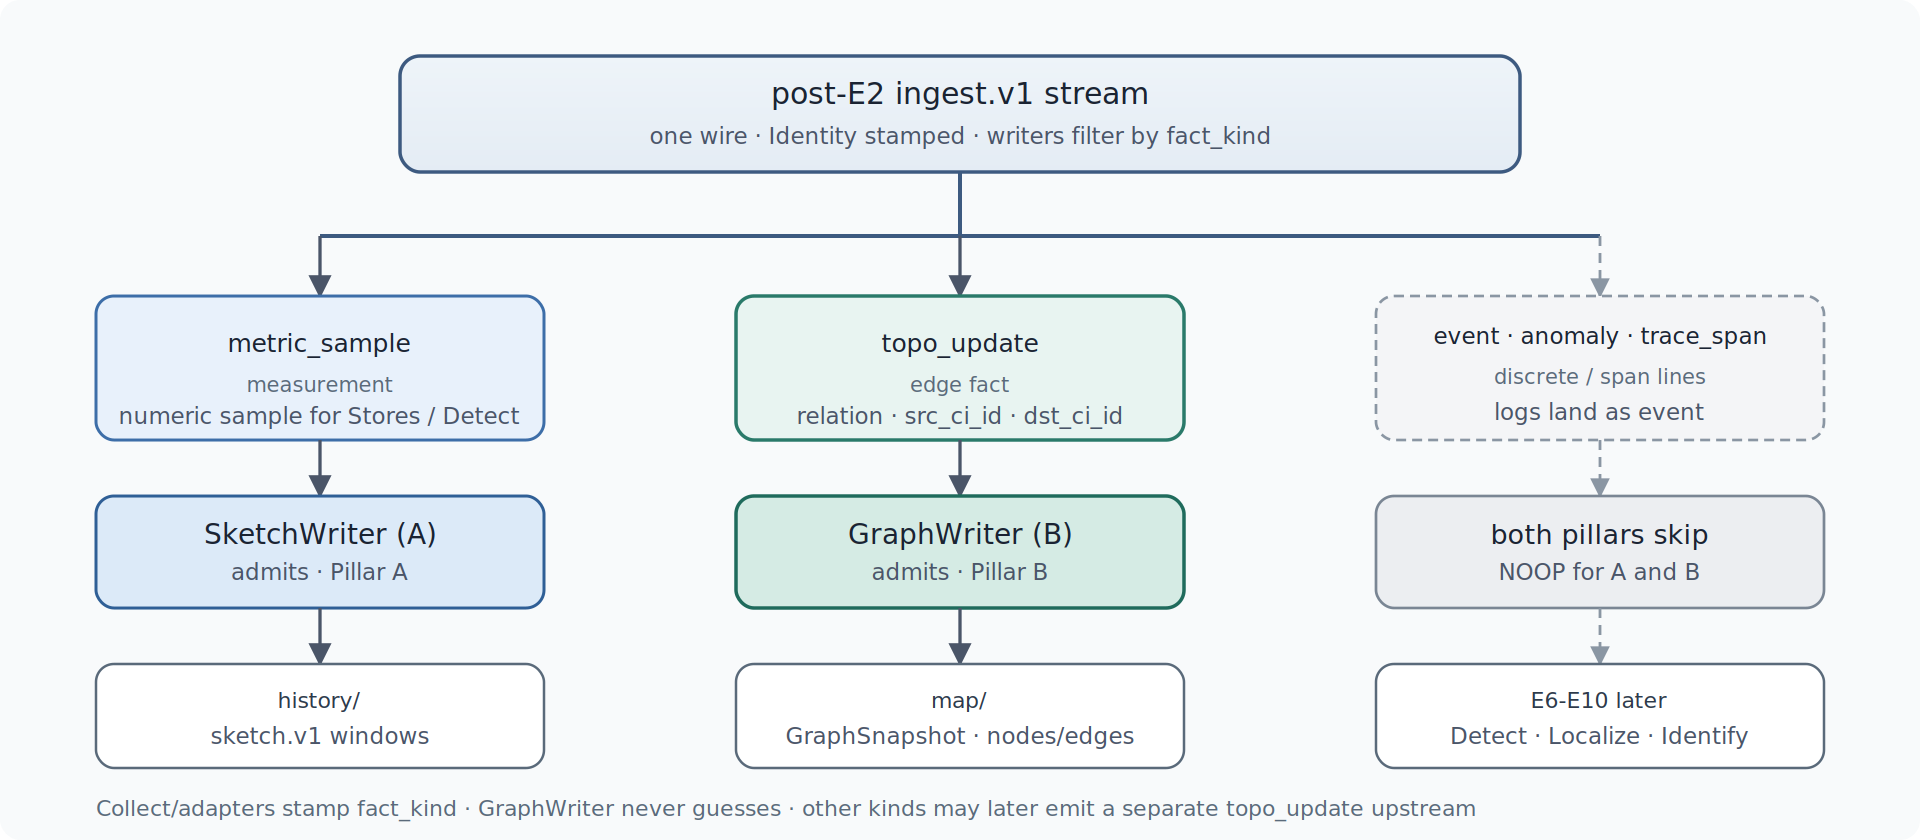 post-E2 ingest.v1 stream
one wire · Identity stamped · writers filter by fact_kind
metric_sample
measurement
numeric sample for Stores / Detect
topo_update
edge fact
relation · src_ci_id · dst_ci_id
event · anomaly · trace_span
discrete / span lines
logs land as event
SketchWriter (A)
admits · Pillar A
GraphWriter (B)
admits · Pillar B
both pillars skip
NOOP for A and B
history/
sketch.v1 windows
map/
GraphSnapshot · nodes/edges
E6-E10 later
Detect · Localize · Identify
Collect/adapters stamp fact_kind · GraphWriter never guesses · other kinds may later emit a separate topo_update upstream